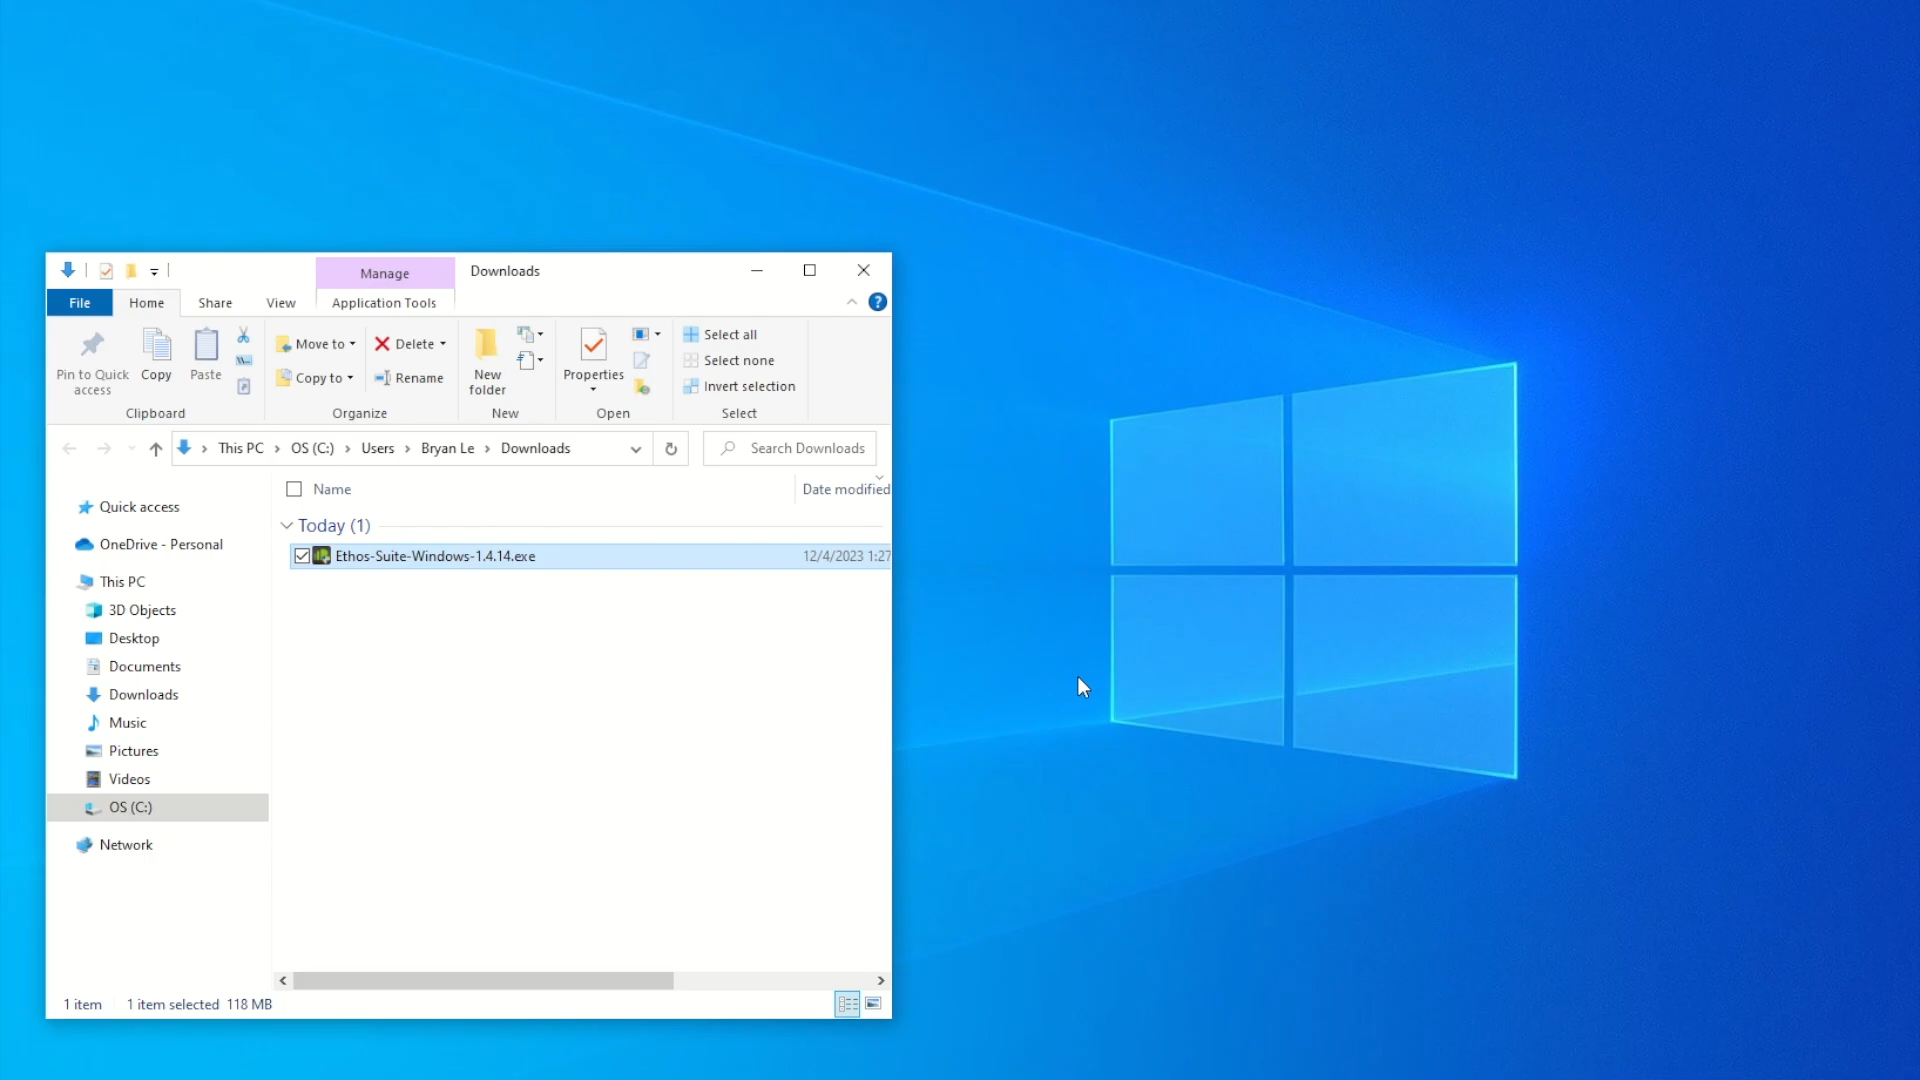 Manage
Downloads
File
Home
Share
View
Application Tools
?
Pin to Quick access
Copy
Paste
Move to
Copy to
Delete
Rename
New folder
Properties
Select all
Select none
Invert selection
Clipboard
Organize
New
Open
Select
This PC > OS (C:) > Users > Bryan Le > Downloads
Search Downloads
Name
Date modified
Today (1)
Ethos-Suite-Windows-1.4.14.exe
12/4/2023 1:27
Quick access
OneDrive - Personal
This PC
3D Objects
Desktop
Documents
Downloads
Music
Pictures
Videos
OS (C:)
Network
1 item
1 item selected 118 MB